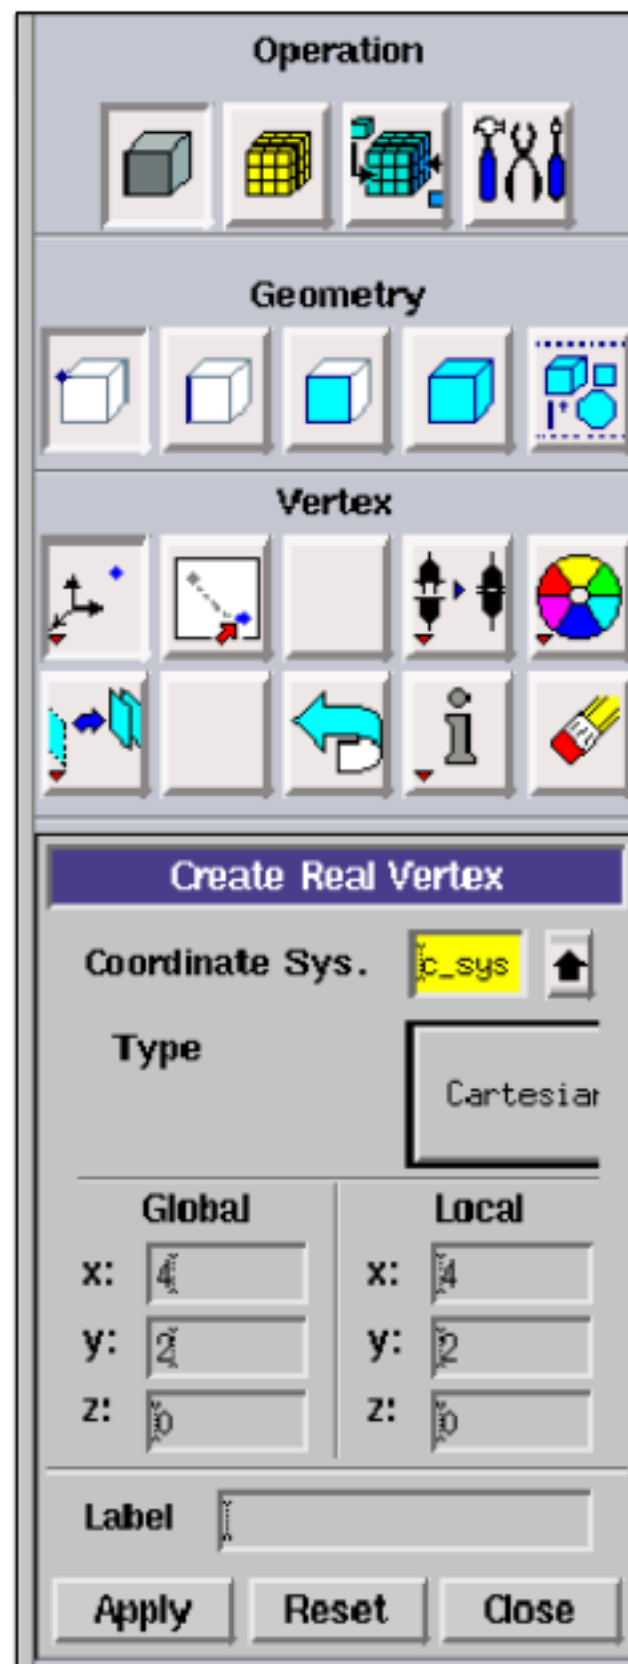 Operation
Geometry
Vertex
Create Real Vertex
Coordinate Sys. c_sys
Type
Cartesian
Global Local
x: 4 x: 4
y: 2 y: 2
z: 0 z: 0
Label
Apply Reset Close